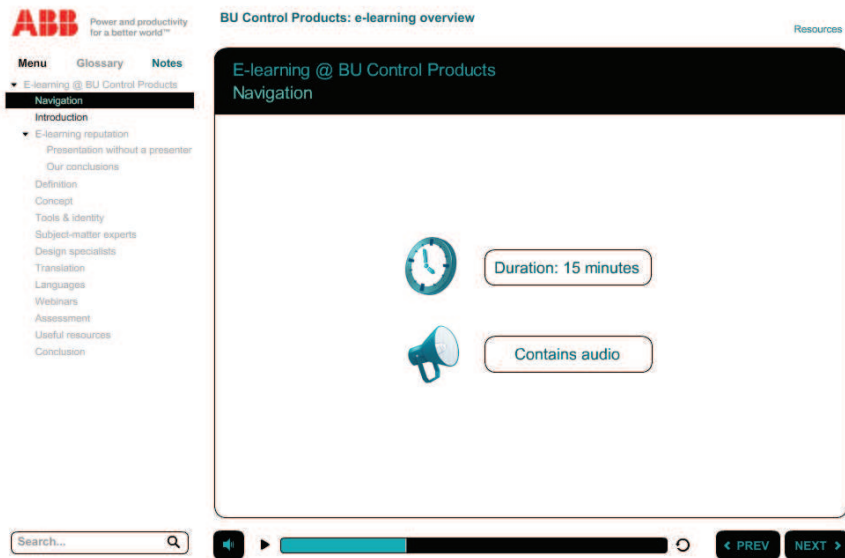 ABB
Power and productivity
for a better world™
BU Control Products: e-learning overview
Resources
Menu Glossary Notes
E-learning @ BU Control Products
Navigation
Introduction
E-learning reputation
Presentation without a presenter
Our conclusions
Definition
Concept
Tools & identity
Subject-matter experts
Design specialists
Translation
Languages
Webinars
Assessment
Useful resources
Conclusion
Search...
E-learning @ BU Control Products
Navigation
Duration: 15 minutes
Contains audio
PREV
NEXT